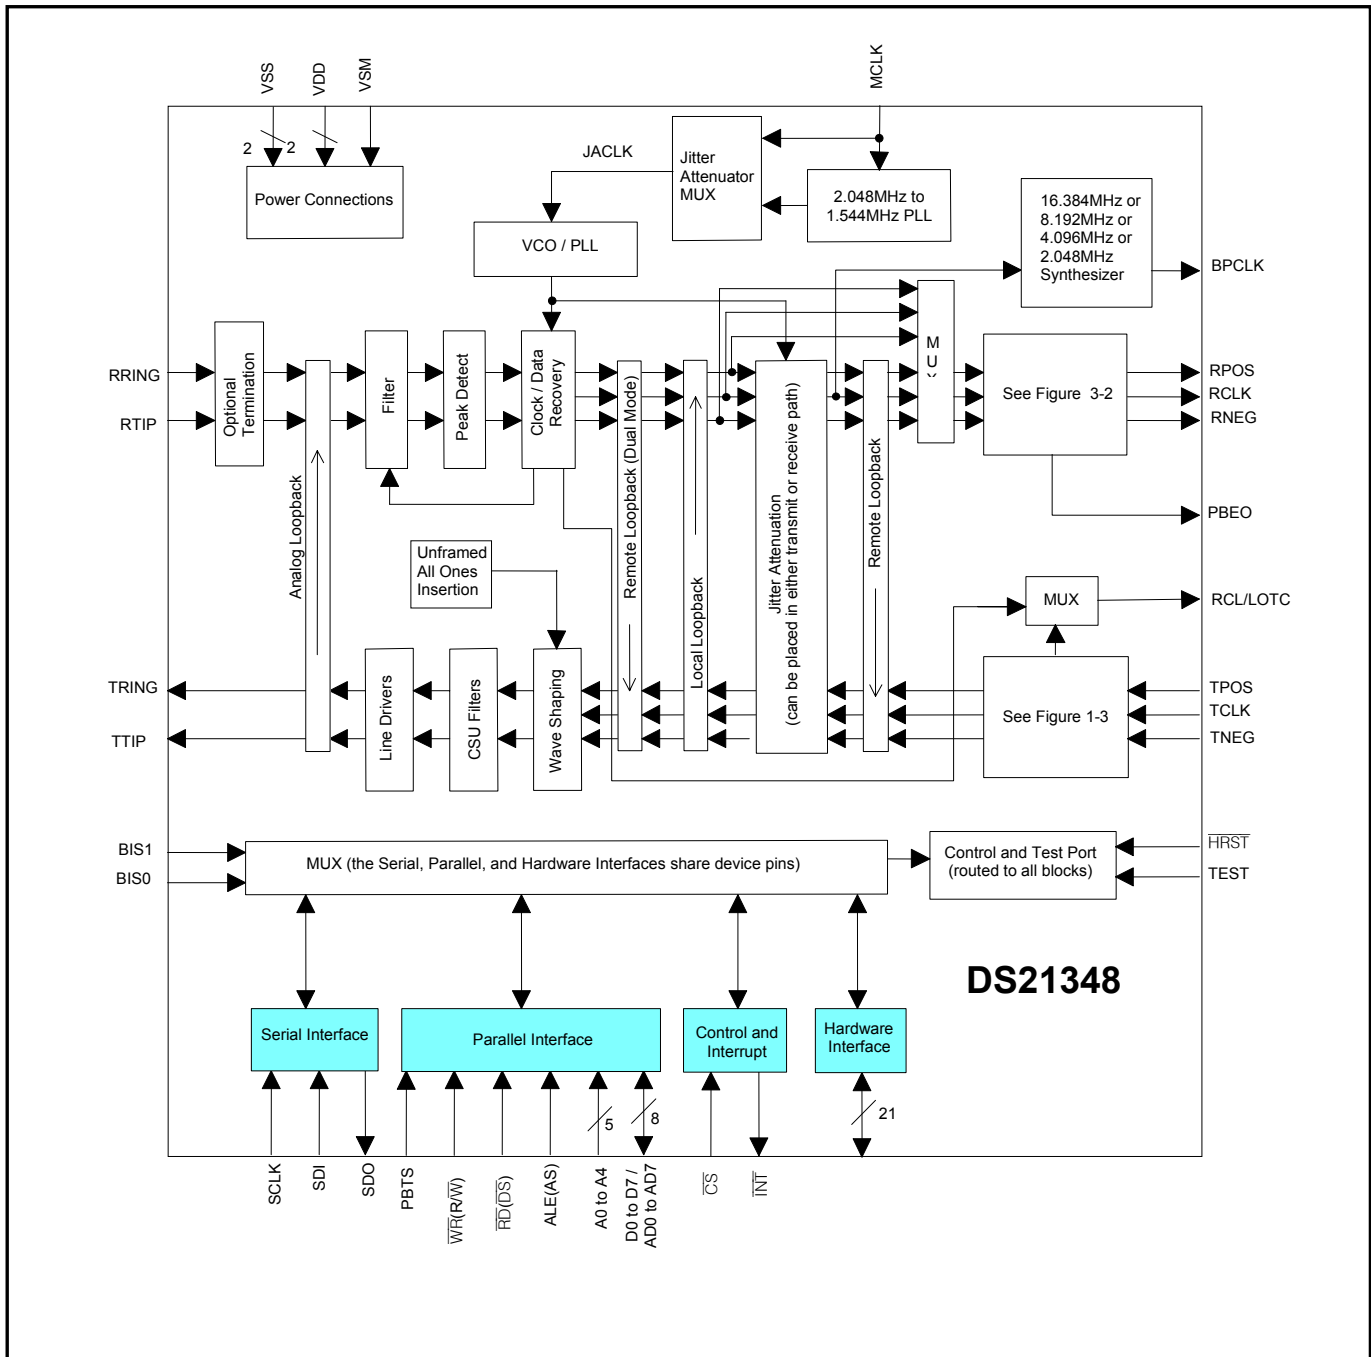 VSS
VDD
VSM
MCLK
2
2
Power Connections
JACLK
Jitter
Attenuator
MUX
2.048MHz to
1.544MHz PLL
16.384MHz or
8.192MHz or
4.096MHz or
2.048MHz
Synthesizer
BPCLK
VCO / PLL
RRING
RTIP
Optional
Termination
Analog Loopback
Filter
Peak Detect
Clock / Data
Recovery
Remote Loopback (Dual Mode)
Local Loopback
Jitter Attenuation
(can be placed in either transmit or receive path)
Remote Loopback
MU
See Figure 3-2
RPOS
RCLK
RNEG
PBEO
Unframed
All Ones
Insertion
MUX
RCL/LOTC
TRING
TTIP
Line Drivers
CSU Filters
Wave Shaping
See Figure 1-3
TPOS
TCLK
TNEG
BIS1
BIS0
MUX (the Serial, Parallel, and Hardware Interfaces share device pins)
Control and Test Port
(routed to all blocks)
HRST
TEST
DS21348
Serial Interface
Parallel Interface
Control and
Interrupt
Hardware
Interface
5
8
21
SCLK
SDI
SDO
PBTS
WR(R/W)
RD(DS)
ALE(AS)
A0 to A4
D0 to D7 /
AD0 to AD7
CS
INT